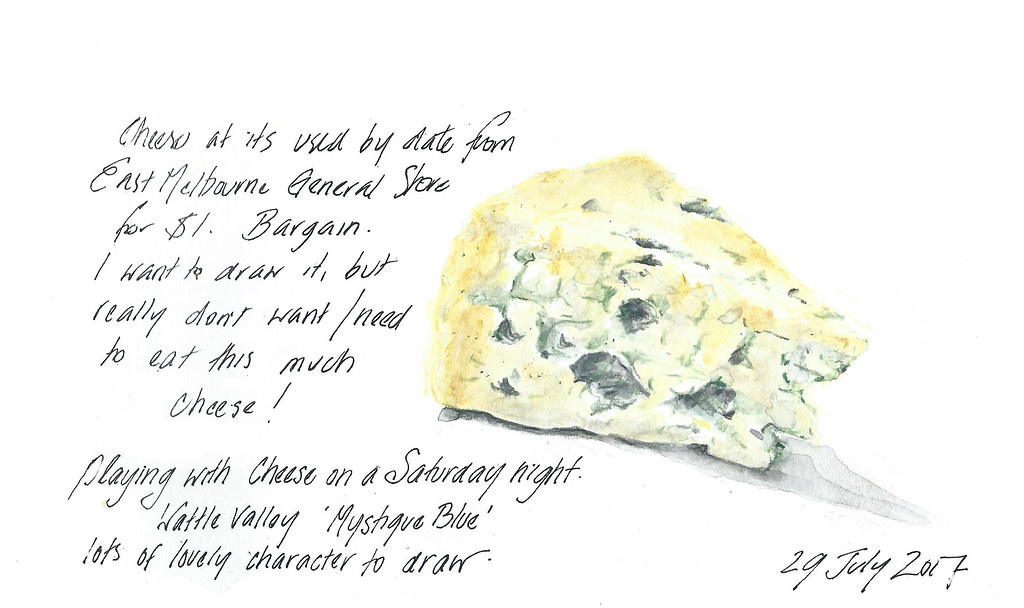 Cheese at its used by date from
East Melbourne General Store
for $1. Bargain.
I want to draw it, but
really don't want/need
to eat this much
Cheese!
playing with Cheese on a Saturday night.
Wattle Valley 'Mystique Blue'
lots of lovely character to draw.
29 July 2017